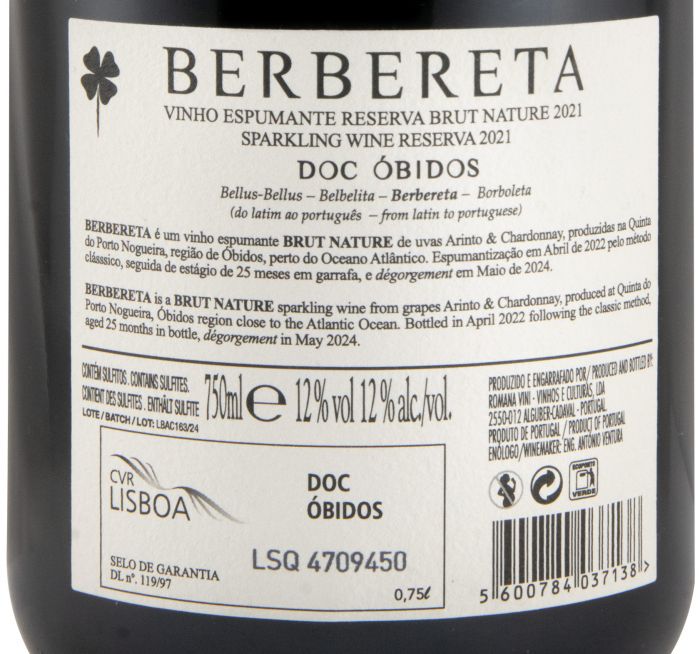 BERBERETA
VINHO ESPUMANTE RESERVA BRUT NATURE 2021
SPARKLING WINE RESERVA 2021
DOC ÓBIDOS
Bellus-Bellus – Belbelita – Berbereta – Borboleta
(do latim ao português – from latin to portuguese)
BERBERETA é um vinho espumante BRUT NATURE de uvas Arinto & Chardonnay, produzidas na Quinta
do Porto Nogueira, região de Óbidos, perto do Oceano Atlântico. Espumantização em Abril de 2022 pelo método
clásssico, seguida de estágio de 25 meses em garrafa, e dégorgement em Maio de 2024.
BERBERETA is a BRUT NATURE sparkling wine from grapes Arinto & Chardonnay, produced at Quinta do
Porto Nogueira, Óbidos region close to the Atlantic Ocean. Bottled in April 2022 following the classic method,
aged 25 months in bottle, dégorgement in May 2024.
CONTÉM SULFITOS. CONTAINS SULFITES.
CONTIENT DES SULFITES . ENTHÄLT SULFITE
LOTE / BATCH / LOT: LBAC163/24
750ml e 12%vol 12%alc./vol.
PRODUZIDO E ENGARRAFADO POR/ PRODUCED AND BOTTLED BY:
ROMANA VINI - VINHOS E CULTURAS, LDA
2550-012 ALGUBER-CADAVAL - PORTUGAL
PRODUTO DE PORTUGAL / PRODUCT OF PORTUGAL
ENÓLOGO/WINEMAKER: ENG. ANTÓNIO VENTURA
ECOPONTO
VERDE
CVR
LISBOA
DOC
ÓBIDOS
SELO DE GARANTIA
DL nº. 119/97
LSQ 4709450
0,75ℓ
5 600784 037138 >